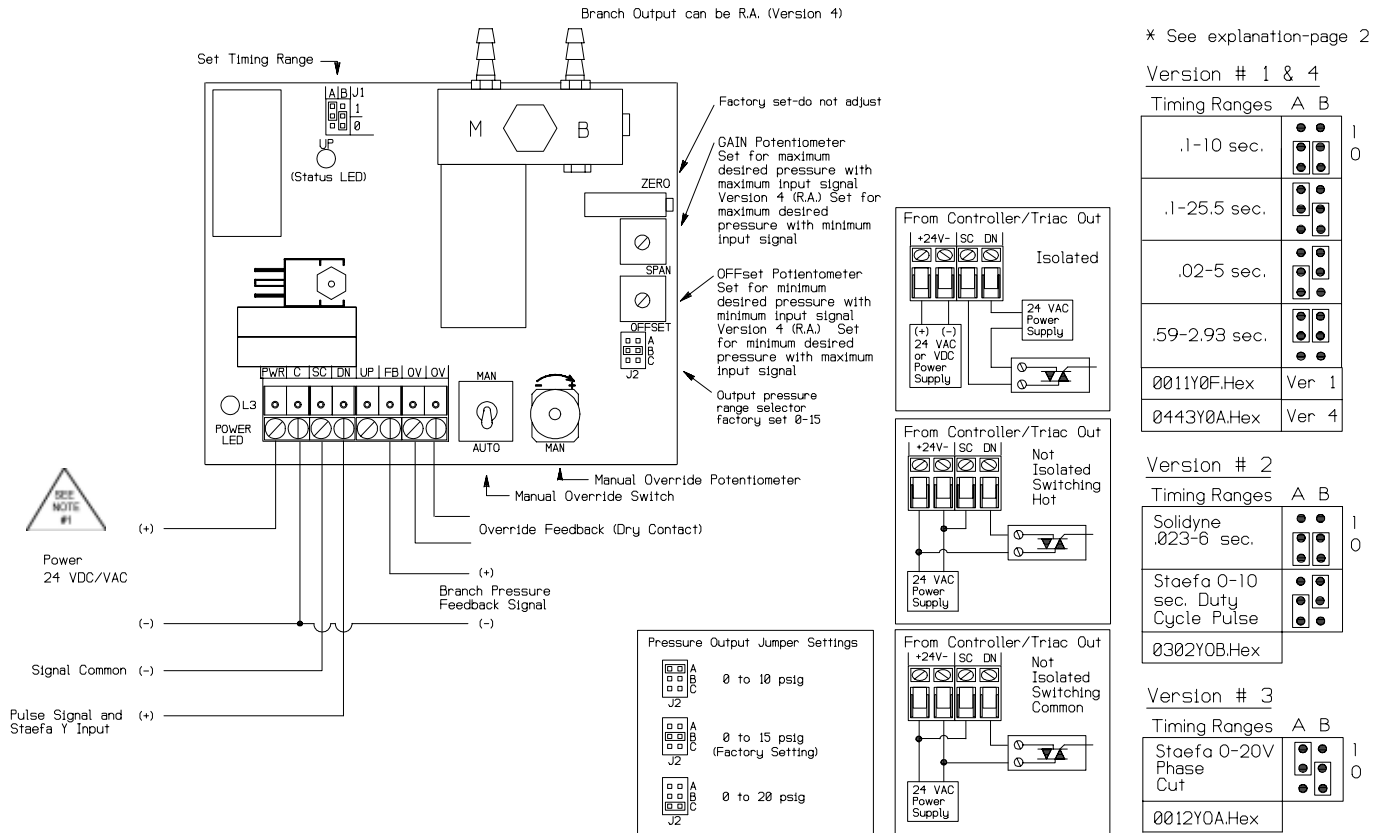 Branch Output can be R.A. (Version 4)
Set Timing Range
A B J1
1
0
UP
(Status LED)
M B
ZERO
SPAN
OFFSET
A
B
C
J2
Factory set-do not adjust
GAIN Potentiometer
Set for maximum
desired pressure with
maximum input signal
Version 4 (R.A.) Set for
maximum desired
pressure with minimum
input signal
OFFset Potientometer
Set for minimum
desired pressure with
minimum input signal
Version 4 (R.A.) Set
for minimum desired
pressure with maximum
input signal
Output pressure
range selector
factory set 0-15
PWR C SC DN UP FB OV OV
L3
POWER
LED
MAN
AUTO
- +
MAN
Manual Override Potentiometer
Manual Override Switch
Override Feedback (Dry Contact)
SEE
NOTE
#1
(+)
Power
24 VDC/VAC
(+)
Branch Pressure
Feedback Signal
(-)
(-)
Signal Common (-)
Pulse Signal and (+)
Staefa Y Input
Pressure Output Jumper Settings
A
B
C
J2
0 to 10 psig
A
B
C
J2
0 to 15 psig
(Factory Setting)
A
B
C
J2
0 to 20 psig
From Controller/Triac Out
+24V- SC DN
Isolated
(+) (-)
24 VAC
or VDC
Power
Supply
24 VAC
Power
Supply
From Controller/Triac Out
+24V- SC DN
Not
Isolated
Switching
Hot
24 VAC
Power
Supply
From Controller/Triac Out
+24V- SC DN
Not
Isolated
Switching
Common
24 VAC
Power
Supply
* See explanation-page 2
Version # 1 & 4
Timing Ranges A B
.1-10 sec.
1
0
.1-25.5 sec.
.02-5 sec.
.59-2.93 sec.
0011Y0F.Hex Ver 1
0443Y0A.Hex Ver 4
Version # 2
Timing Ranges A B
Solidyne
.023-6 sec.
1
0
Staefa 0-10
sec. Duty
Cycle Pulse
0302YOB.Hex
Version # 3
Timing Ranges A B
Staefa 0-20V
Phase
Cut
1
0
0012YOA.Hex